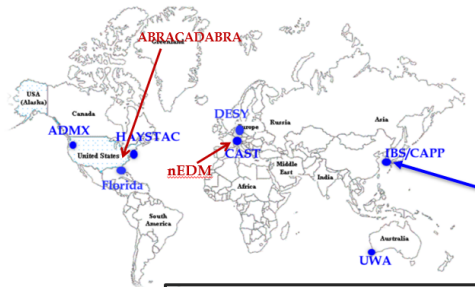 ABRACADABRA
Greenland
USA
(Alaska)
Canada
Russia
DESY
Europe
Asia
ADMX
HAYSTAC
United States
CAST
nEDM
IBS/CAPP
Middle
East
India
Africa
Florida
South
America
Australia
UWA